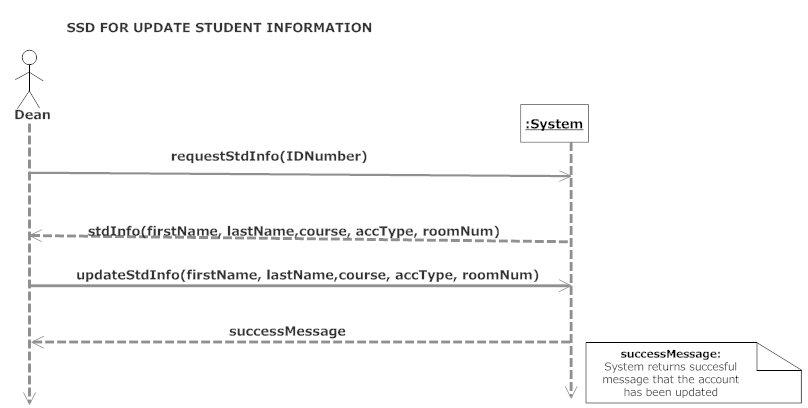 SSD FOR UPDATE STUDENT INFORMATION
Dean
:System
requestStdInfo(IDNumber)
stdInfo(firstName, lastName,course, accType, roomNum)
updateStdInfo(firstName, lastName,course, accType, roomNum)
successMessage
successMessage:
System returns succesful
message that the account
has been updated